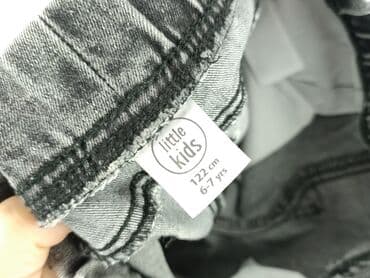 little
kids
122 cm
6-7 yrs